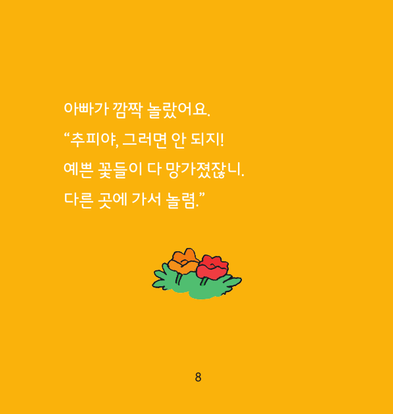 아빠가 깜짝 놀랐어요.
“추피야, 그러면 안 되지!
예쁜 꽃들이 다 망가졌잖니.
다른 곳에 가서 놀렴.”
8